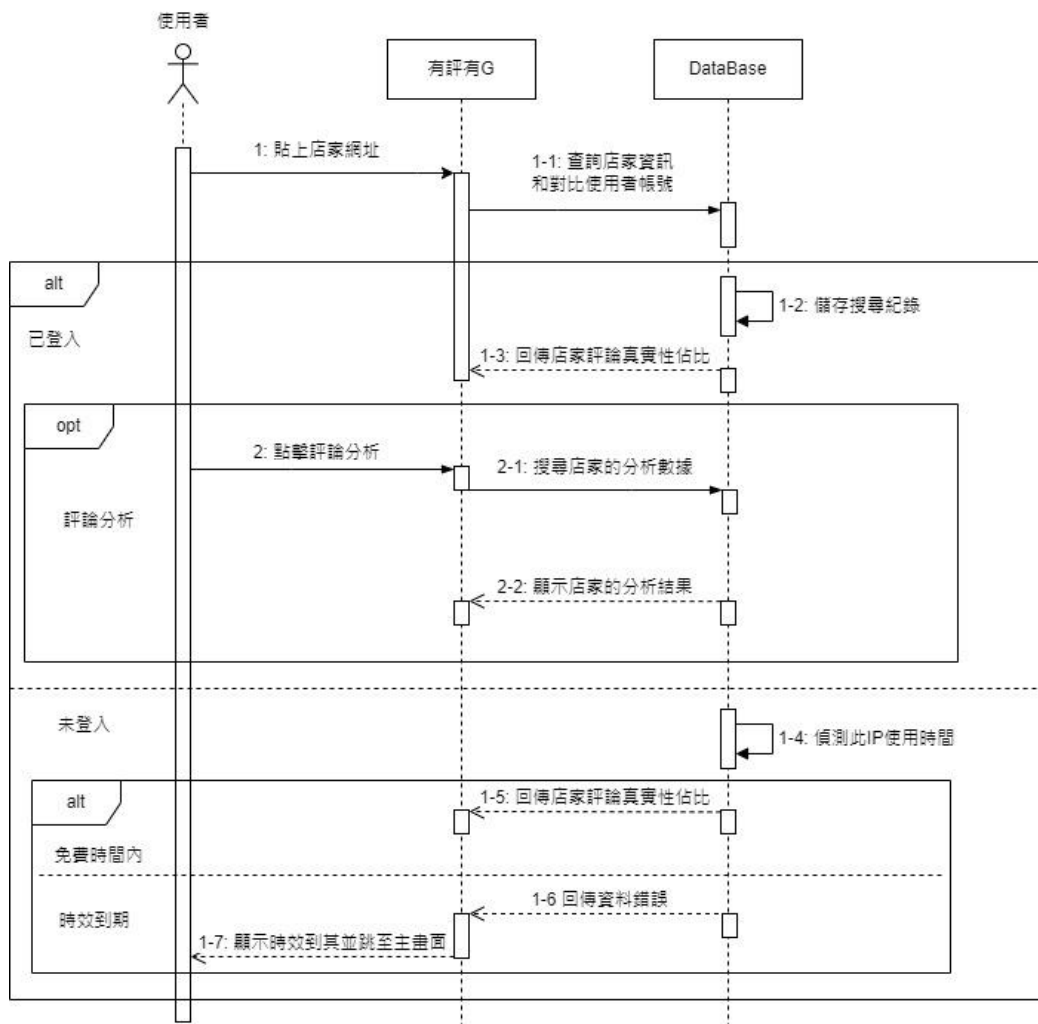 使用者
有評有G
DataBase
1: 貼上店家網址
1-1: 查詢店家資訊
和對比使用者帳號
alt
1-2: 儲存搜尋紀錄
已登入
1-3: 回傳店家評論真實性佔比
opt
2: 點擊評論分析
2-1: 搜尋店家的分析數據
評論分析
2-2: 顯示店家的分析結果
未登入
1-4: 偵測此IP使用時間
alt
1-5: 回傳店家評論真實性佔比
免費時間內
1-6 回傳資料錯誤
時效到期
1-7: 顯示時效到其並跳至主畫面